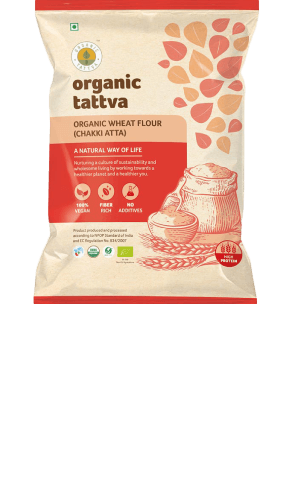 ORGANIC
TATTVA
organic
tattva
ORGANIC WHEAT FLOUR
(CHAKKI ATTA)
A NATURAL WAY OF LIFE
Nurturing a culture of sustainability and
wholesome living by working towards a
healthier planet and a healthier you.
100%
VEGAN
FIBER
RICH
NO
ADDITIVES
Product produced and processed
according to NPOP Standard of India,
and EC Regulation No. 834/2007
HIGH
PROTEIN